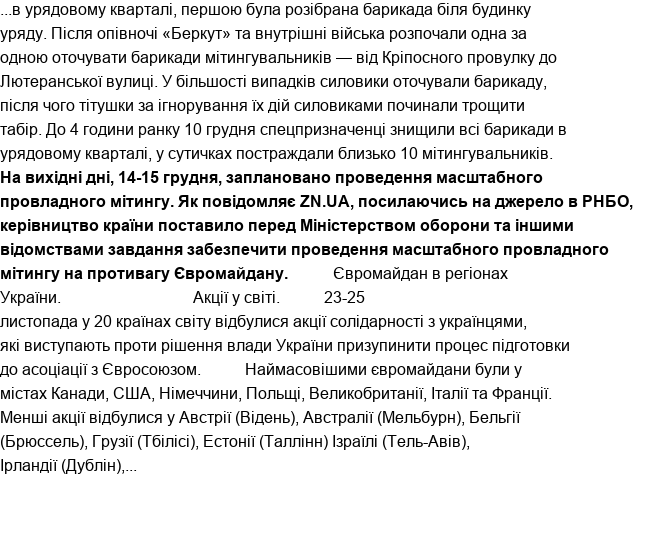 ...в урядовому кварталі, першою була розібрана барикада біля будинку
уряду. Після опівночі «Беркут» та внутрішні війська розпочали одна за
одною оточувати барикади мітингувальників — від Кріпосного провулку до
Лютеранської вулиці. У більшості випадків силовики оточували барикаду,
після чого тітушки за ігнорування їх дій силовиками починали трощити
табір. До 4 години ранку 10 грудня спецпризначенці знищили всі барикади в
урядовому кварталі, у сутичках постраждали близько 10 мітингувальників.
На вихідні дні, 14-15 грудня, заплановано проведення масштабного
провладного мітингу. Як повідомляє ZN.UA, посилаючись на джерело в РНБО,
керівництво країни поставило перед Міністерством оборони та іншими
відомствами завдання забезпечити проведення масштабного провладного
мітингу на противагу Євромайдану. Євромайдан в регіонах
України. Акції у світі. 23-25
листопада у 20 країнах світу відбулися акції солідарності з українцями,
які виступають проти рішення влади України призупинити процес підготовки
до асоціації з Євросоюзом. Наймасовішими євромайдани були у
містах Канади, США, Німеччини, Польщі, Великобританії, Італії та Франції.
Менші акції відбулися у Австрії (Відень), Австралії (Мельбурн), Бельгії
(Брюссель), Грузії (Тбілісі), Естонії (Таллінн) Ізраїлі (Тель-Авів),
Ірландії (Дублін),...